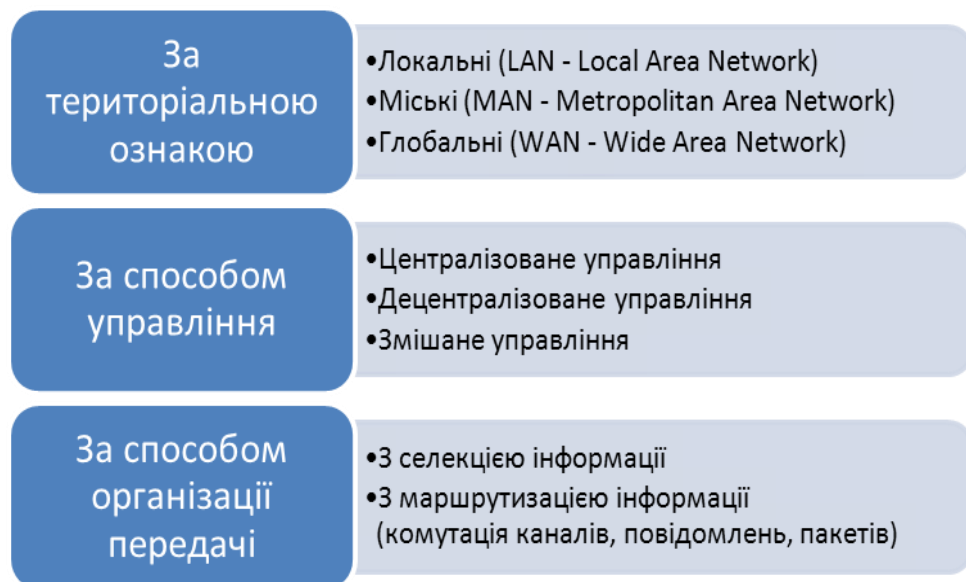 За
територіальною
ознакою
•Локальні (LAN - Local Area Network)
•Міські (MAN - Metropolitan Area Network)
•Глобальні (WAN - Wide Area Network)
За способом
управління
•Централізоване управління
•Децентралізоване управління
•Змішане управління
За способом
організації
передачі
•З селекцією інформації
•З маршрутизацією інформації
(комутація каналів, повідомлень, пакетів)